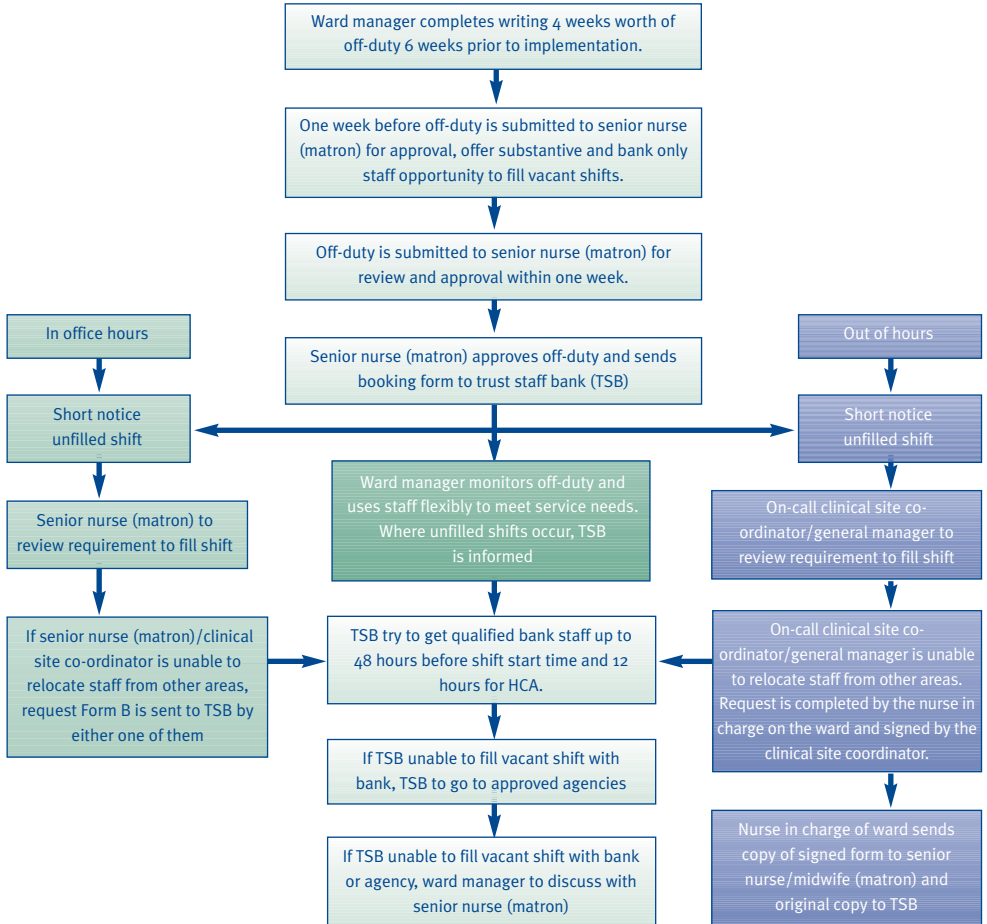 Ward manager completes writing 4 weeks worth of
off-duty 6 weeks prior to implementation.
One week before off-duty is submitted to senior nurse
(matron) for approval, offer substantive and bank only
staff opportunity to fill vacant shifts.
Off-duty is submitted to senior nurse (matron) for
review and approval within one week.
Senior nurse (matron) approves off-duty and sends
booking form to trust staff bank (TSB)
In office hours
Short notice
unfilled shift
Senior nurse (matron) to
review requirement to fill shift
If senior nurse (matron)/clinical
site co-ordinator is unable to
relocate staff from other areas,
request Form B is sent to TSB by
either one of them
Ward manager monitors off-duty and
uses staff flexibly to meet service needs.
Where unfilled shifts occur, TSB
is informed
TSB try to get qualified bank staff up to
48 hours before shift start time and 12
hours for HCA.
If TSB unable to fill vacant shift with
bank, TSB to go to approved agencies
If TSB unable to fill vacant shift with bank
or agency, ward manager to discuss with
senior nurse (matron)
Out of hours
Short notice
unfilled shift
On-call clinical site co-
ordinator/general manager to
review requirement to fill shift
On-call clinical site co-
ordinator/general manager is unable
to relocate staff from other areas.
Request is completed by the nurse in
charge on the ward and signed by the
clinical site coordinator.
Nurse in charge of ward sends
copy of signed form to senior
nurse/midwife (matron) and
original copy to TSB